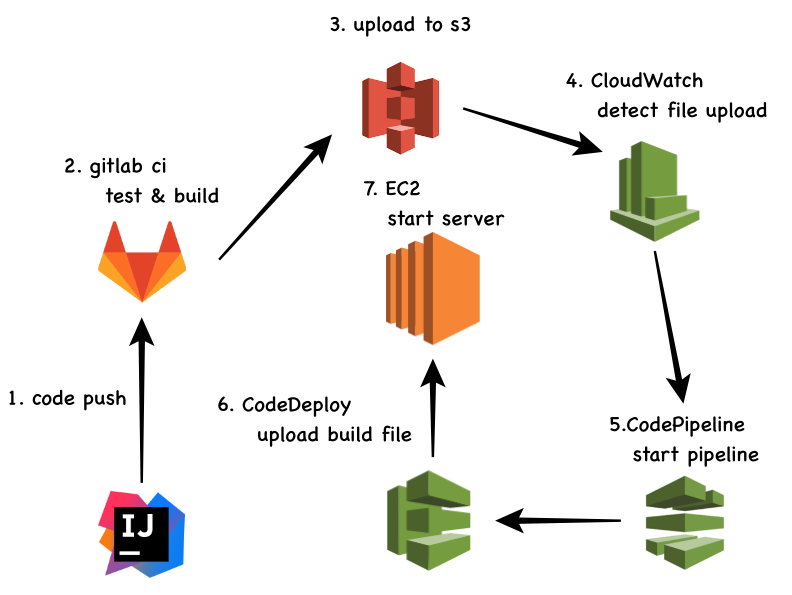 3. upload to s3
4. CloudWatch
detect file upload
2. gitlab ci
test & build
7. EC2
start server
1. code push
6. CodeDeploy
upload build file
5.CodePipeline
start pipeline
IJ